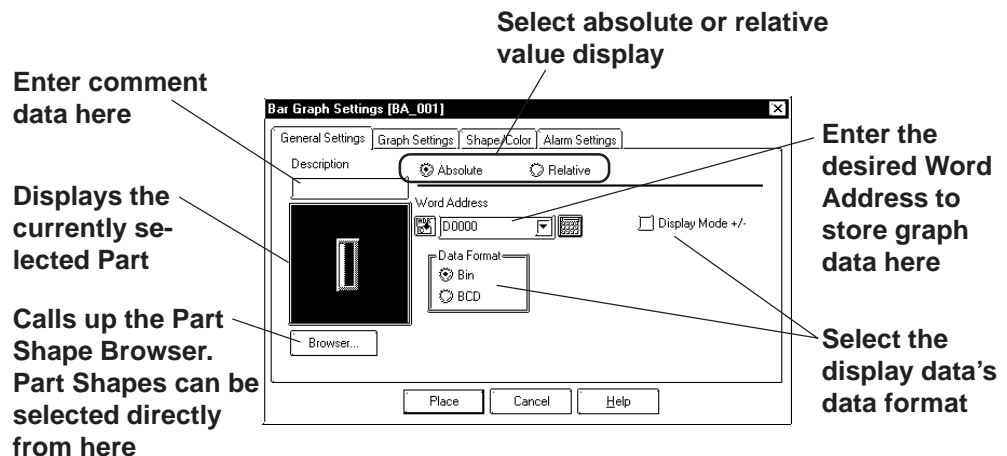 Select absolute or relative
value display
Enter comment
data here
Bar Graph Settings [BA_001]
General Settings
Graph Settings
Shape/Color
Alarm Settings
Description
Absolute
Relative
Enter the
desired Word
Address to
store graph
data here
Displays the
currently se-
lected Part
Word Address
D0000
Display Mode +/-
Data Format
Bin
BCD
Calls up the Part
Shape Browser.
Part Shapes can be
selected directly
from here
Browser...
Select the
display data's
data format
Place
Cancel
Help